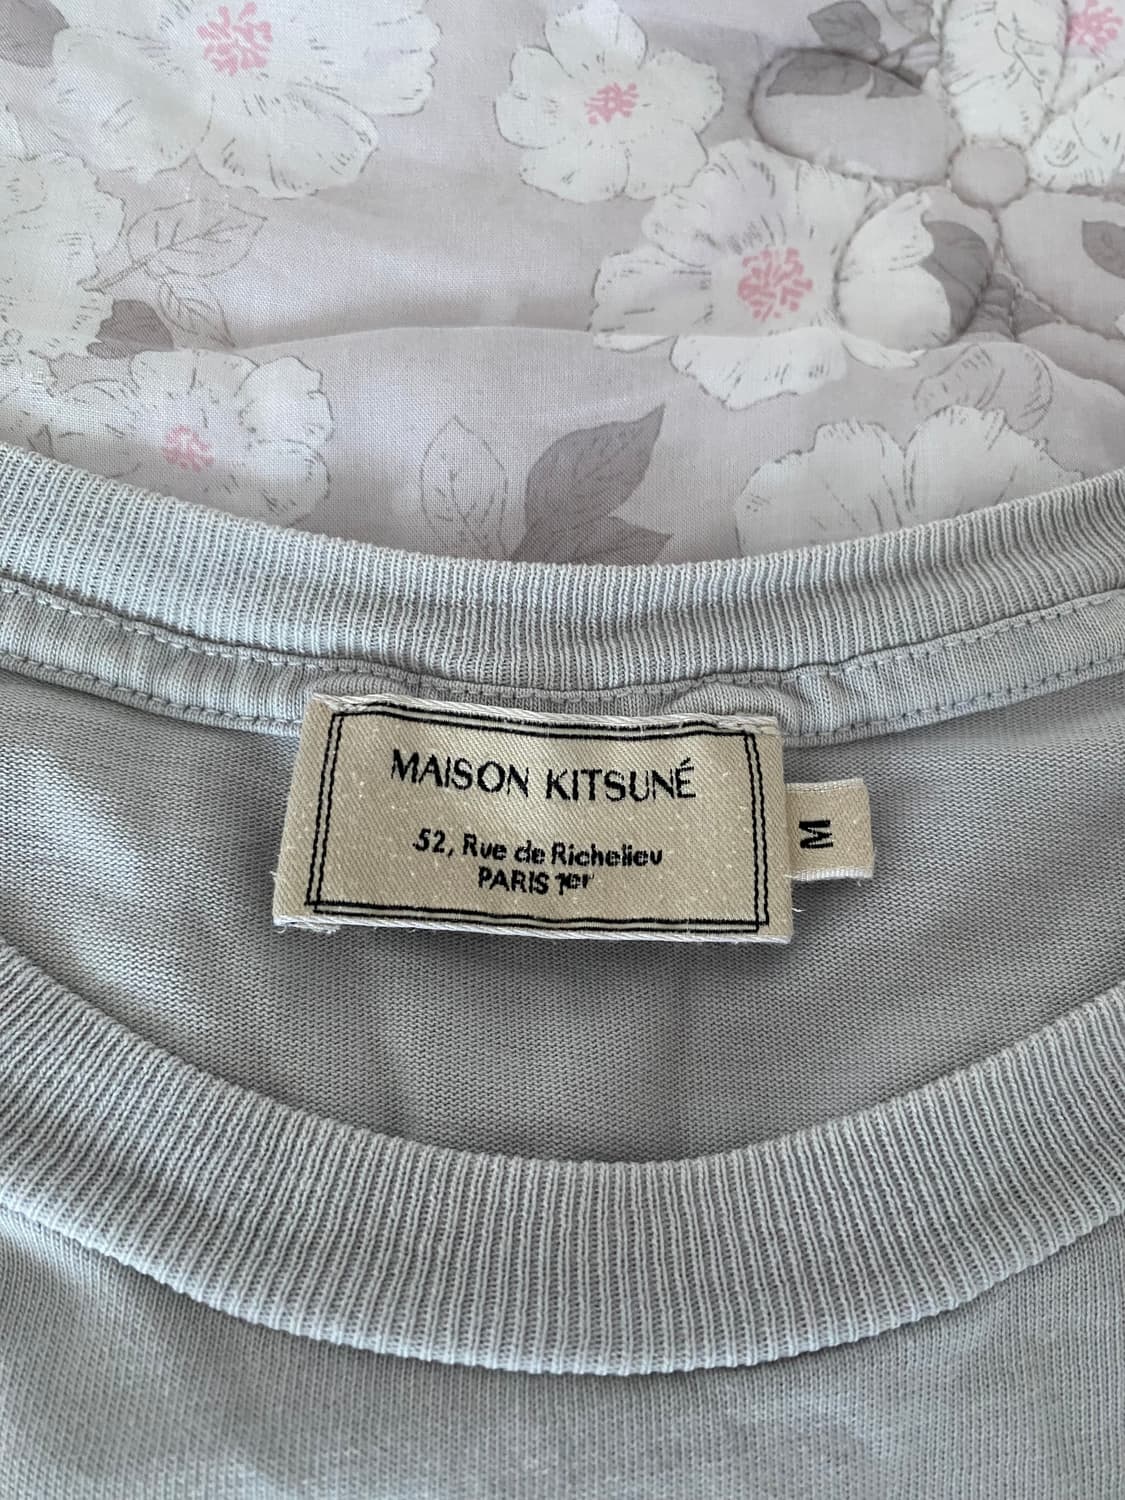 MAISON KITSUNÉ
52, Rue de Richelieu
PARIS 1er
M